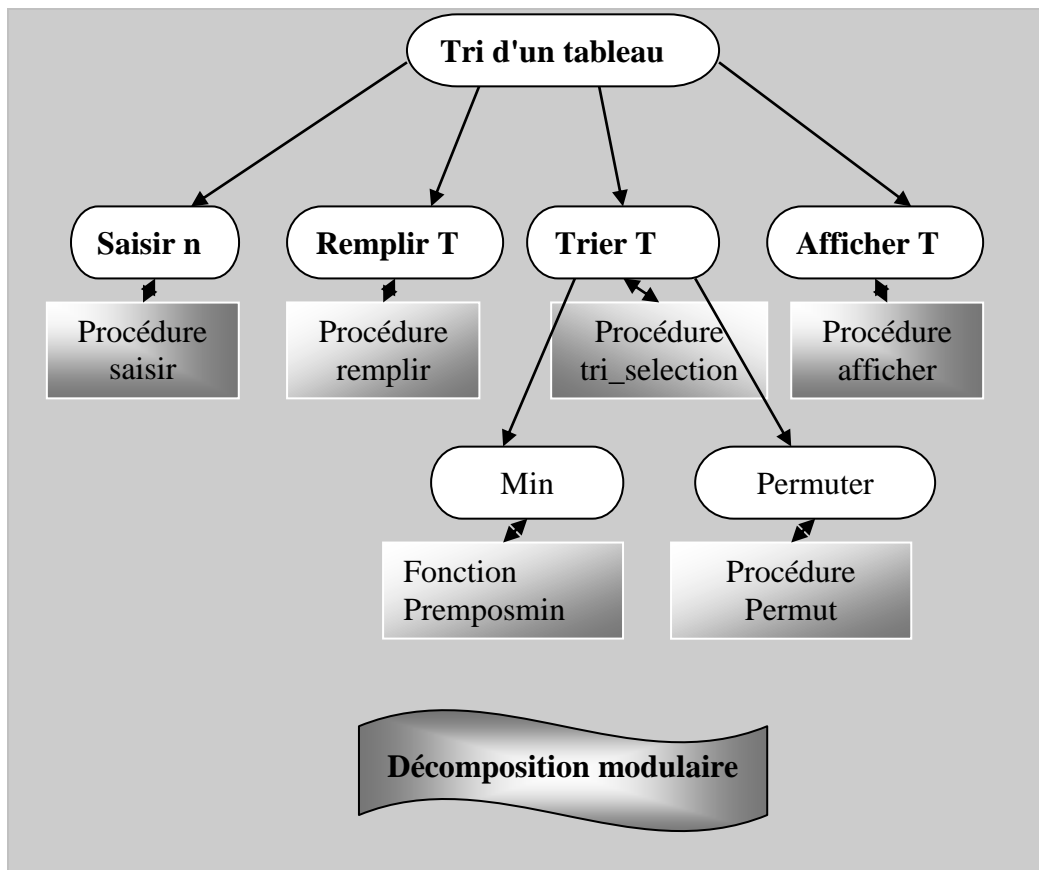 Tri d'un tableau
Saisir n
Remplir T
Trier T
Afficher T
Procédure
saisir
Procédure
remplir
Procédure
tri_selection
Procédure
afficher
Min
Permuter
Fonction
Premposmin
Procédure
Permut
Décomposition modulaire